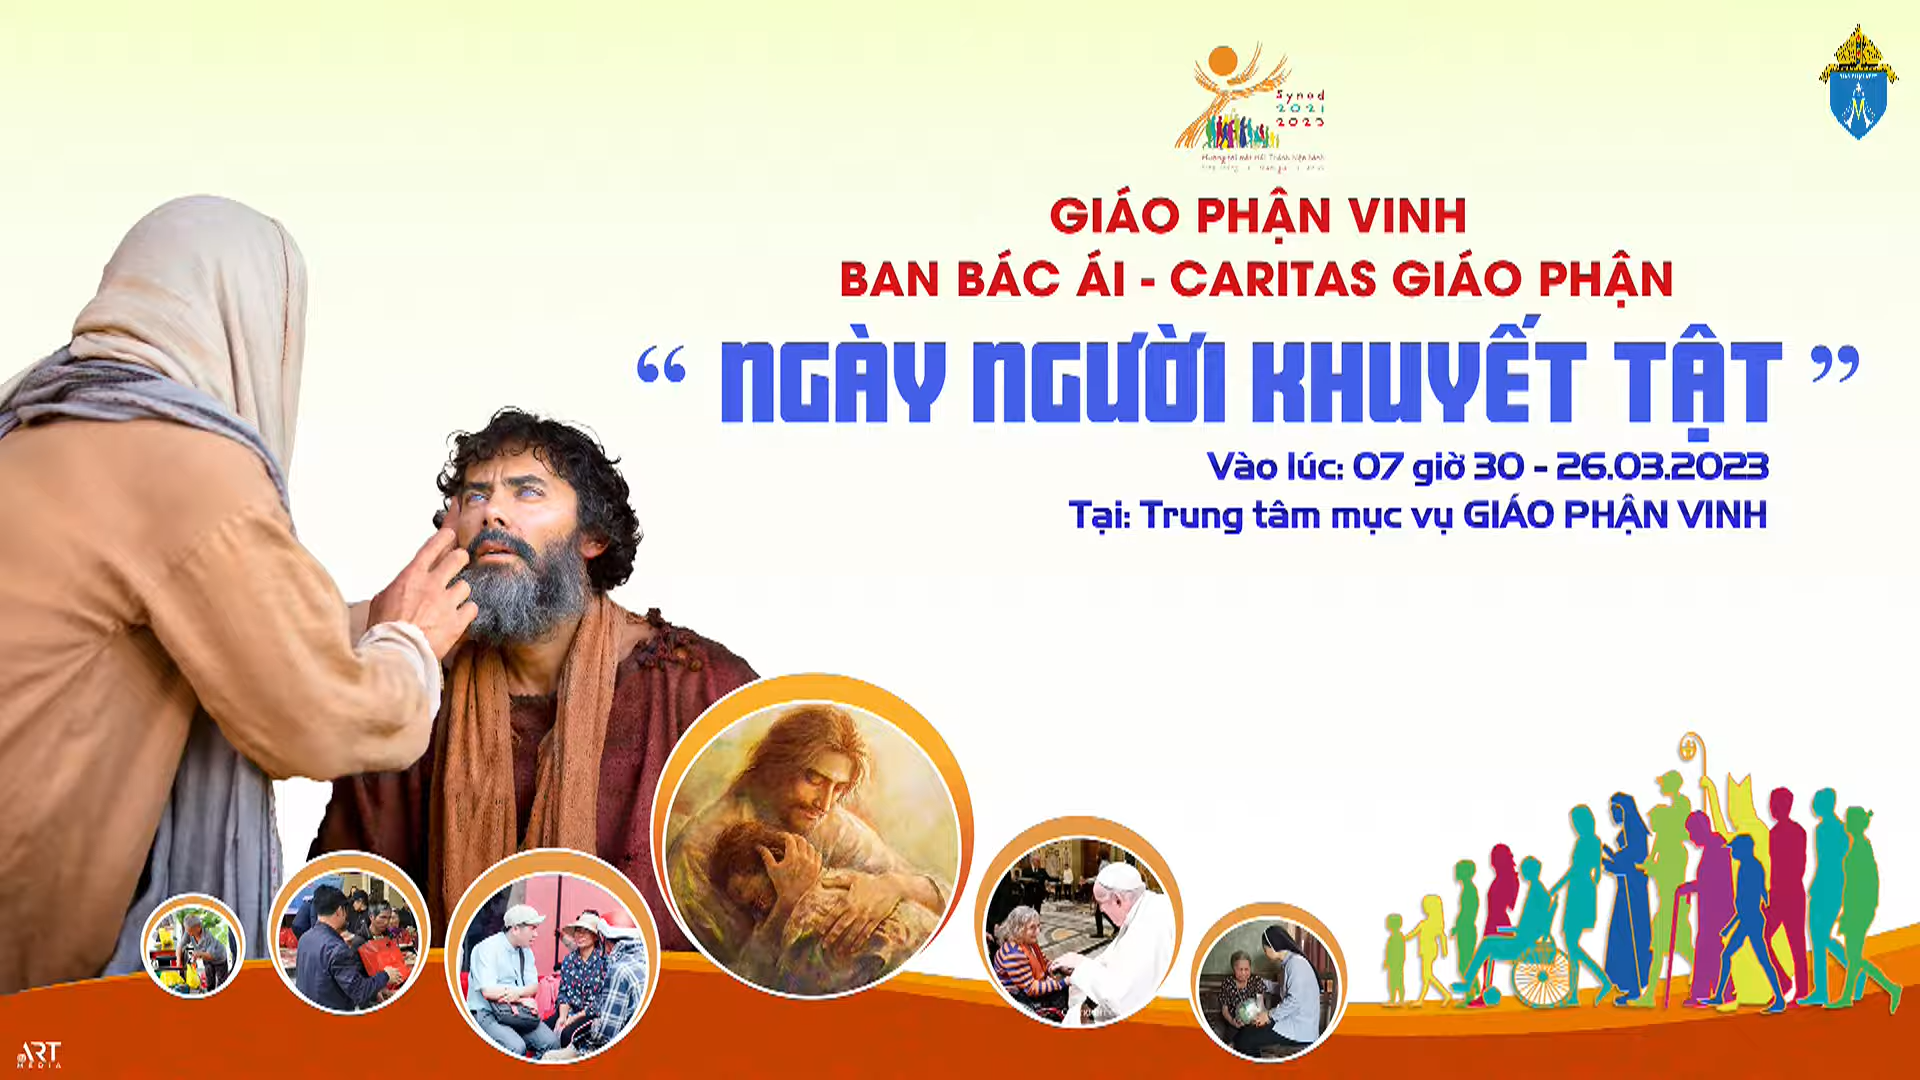 Synod
2021
2023
GIÁO PHẬN VINH
BAN BÁC ÁI - CARITAS GIÁO PHẬN
“ NGÀY NGƯỜI KHUYẾT TẬT ”
Vào lúc: 07 giờ 30 - 26.03.2023
Tại: Trung tâm mục vụ GIÁO PHẬN VINH
ART
MEDIA